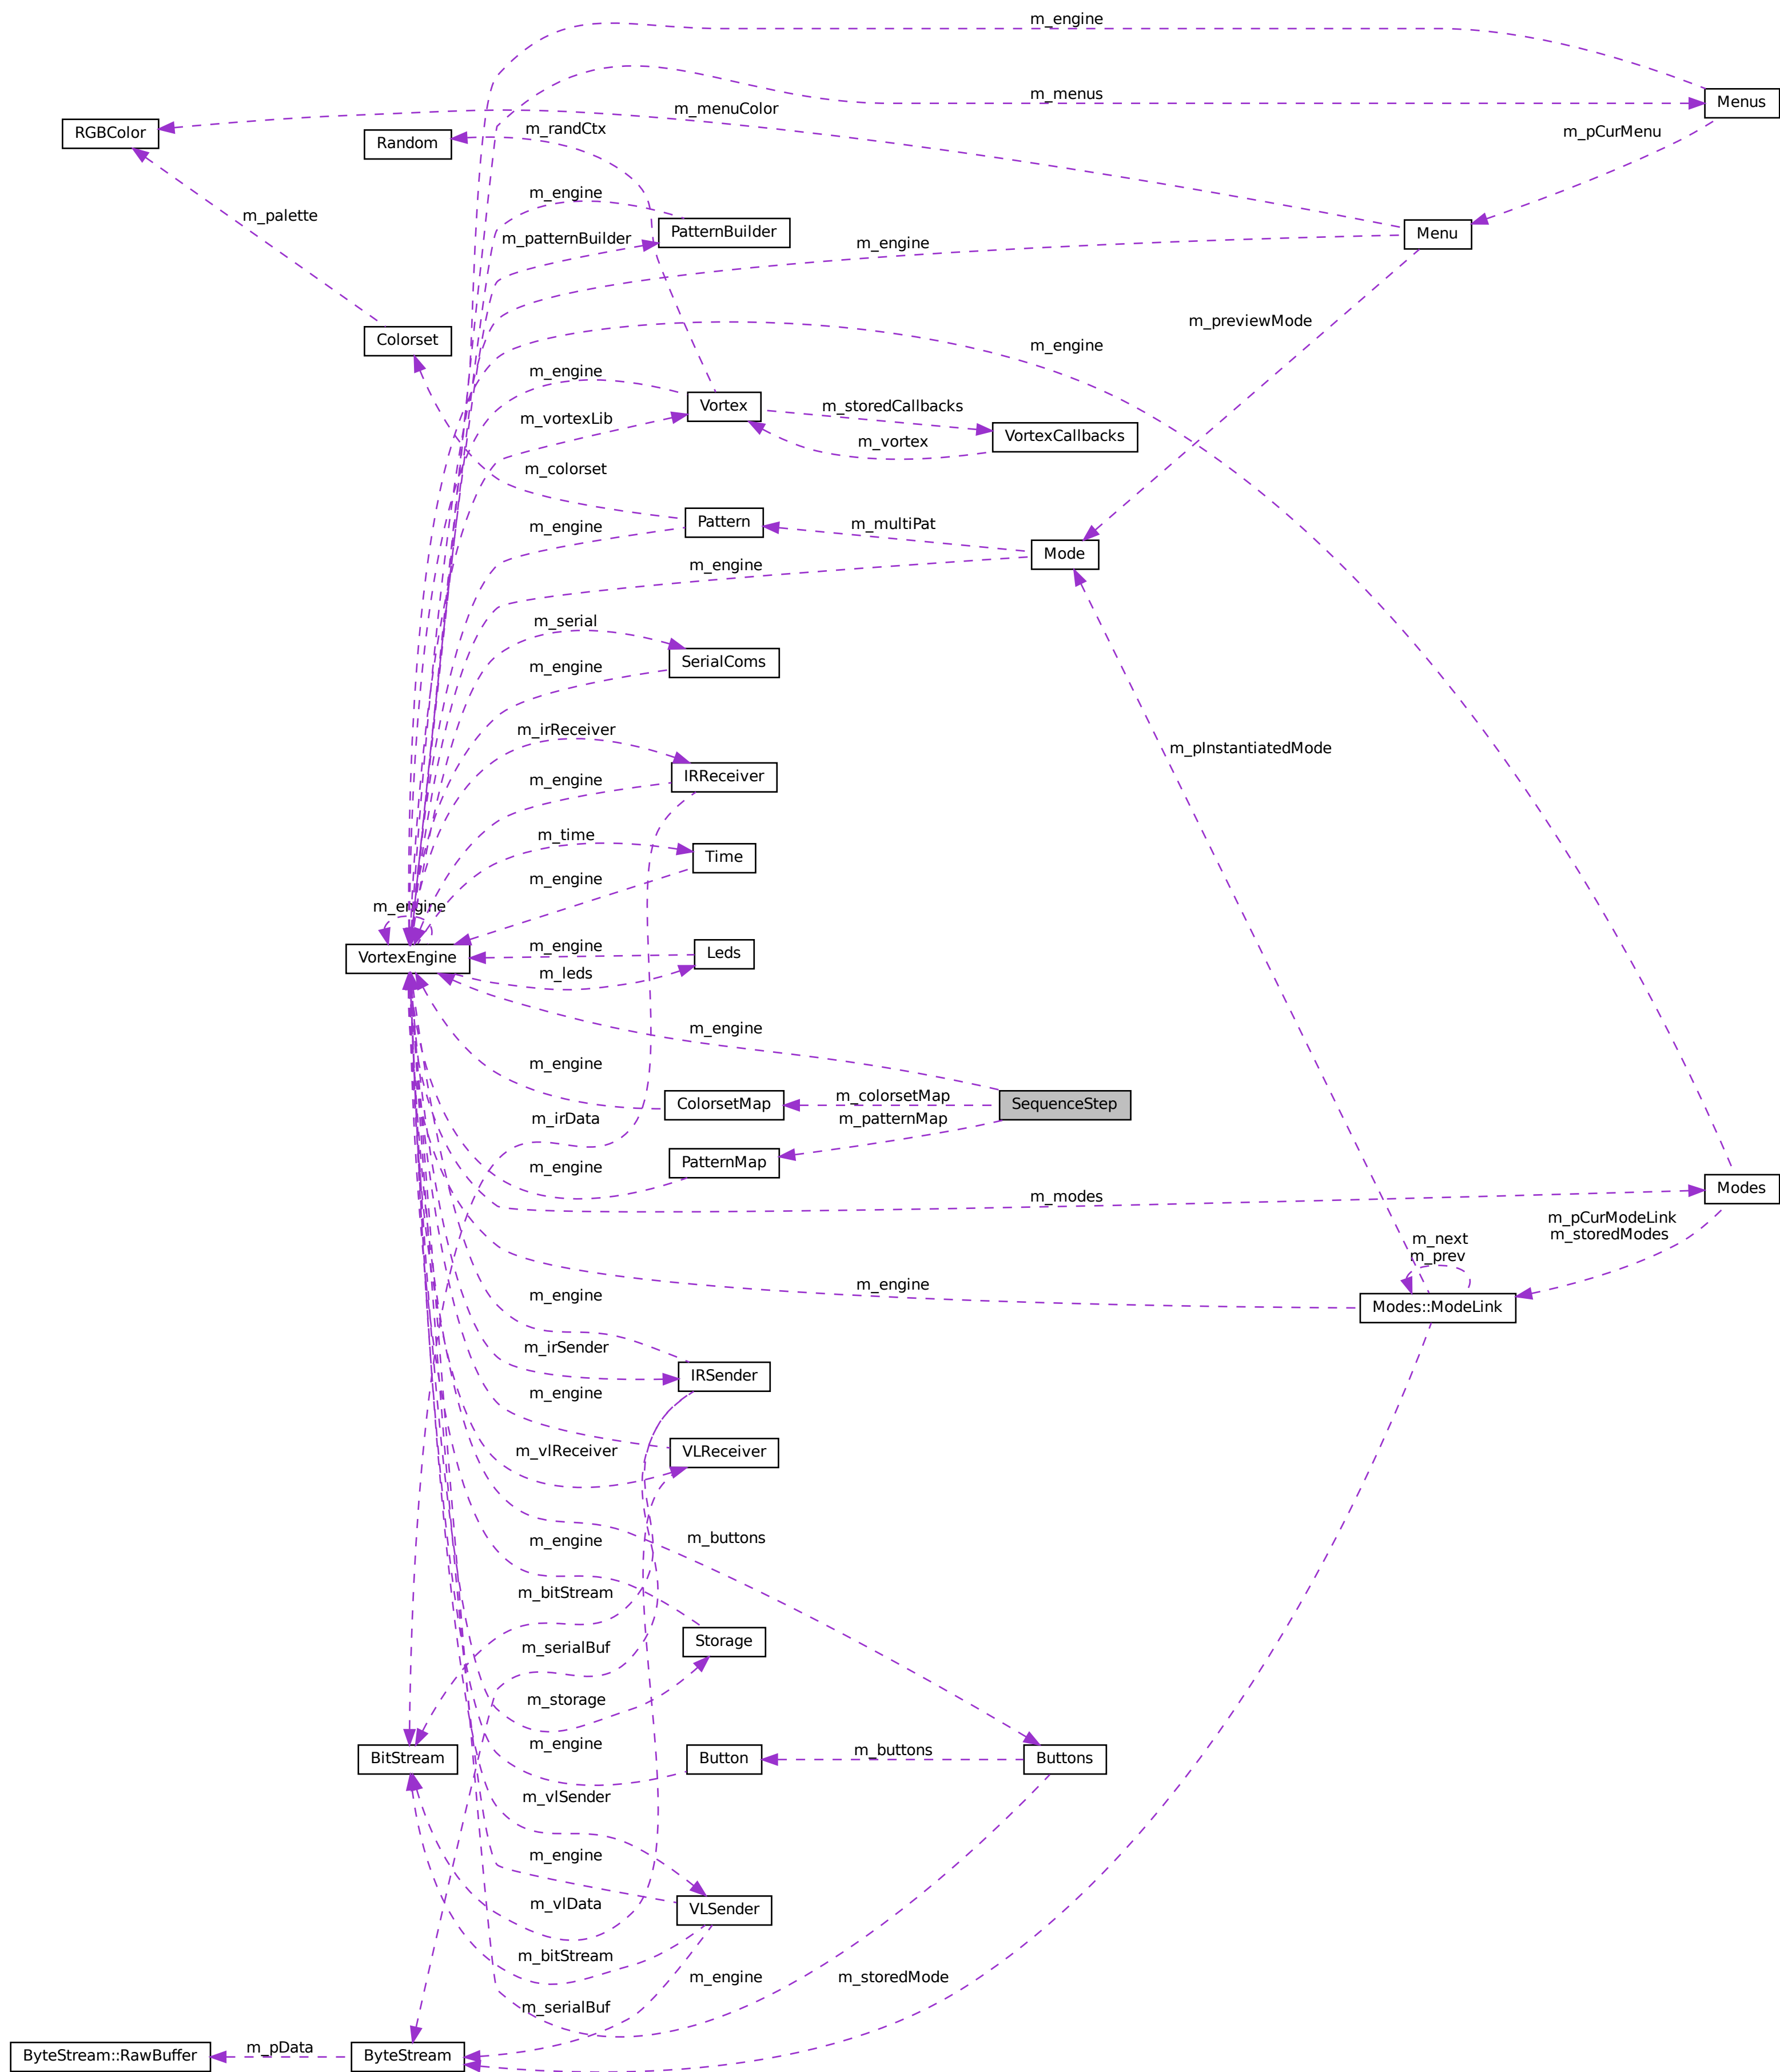 m_engine
m_menus
Menus
m_menuColor
RGBColor
m_randCtx
m_pCurMenu
Random
m_engine
m_palette
PatternBuilder
Menu
m_patternBuilder
m_engine
m_previewMode
Colorset
m_engine
m_engine
Vortex
m_storedCallbacks
m_vortexLib
VortexCallbacks
m_vortex
m_colorset
Pattern
m_engine
m_multiPat
Mode
m_engine
m_serial
SerialComs
m_engine
m_irReceiver
m_pInstantiatedMode
IRReceiver
m_engine
m_time
Time
m_engine
m_engine
m_engine
Leds
VortexEngine
m_leds
m_engine
m_engine
m_colorsetMap
ColorsetMap
SequenceStep
m_irData
m_patternMap
PatternMap
m_engine
Modes
m_modes
m_pCurModeLink
m_storedModes
m_next
m_prev
m_engine
m_engine
Modes::ModeLink
m_irSender
IRSender
m_engine
m_vlReceiver
VLReceiver
m_engine
m_buttons
m_bitStream
m_serialBuf
Storage
m_storage
m_engine
m_buttons
BitStream
Button
Buttons
m_vlSender
m_engine
m_vlData
VLSender
m_bitStream
m_engine
m_storedMode
m_serialBuf
m_pData
ByteStream::RawBuffer
ByteStream